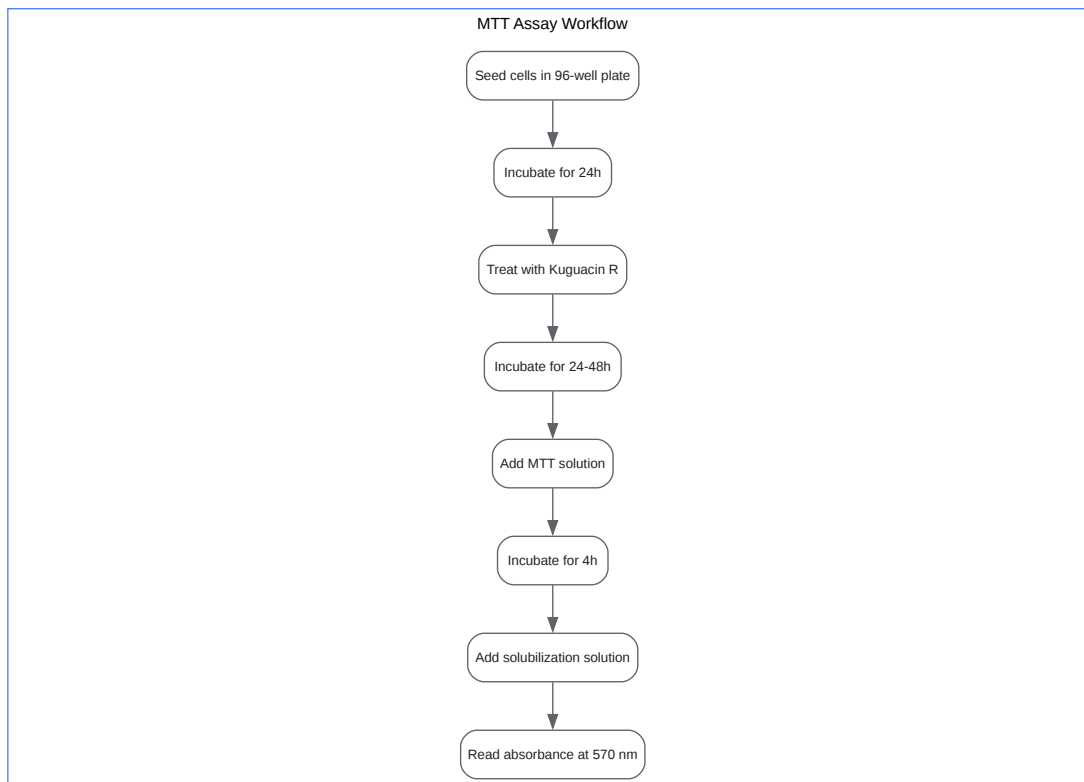 MTT Assay Workflow
Seed cells in 96-well plate
Incubate for 24h
Treat with Kuguacin R
Incubate for 24-48h
Add MTT solution
Incubate for 4h
Add solubilization solution
Read absorbance at 570 nm